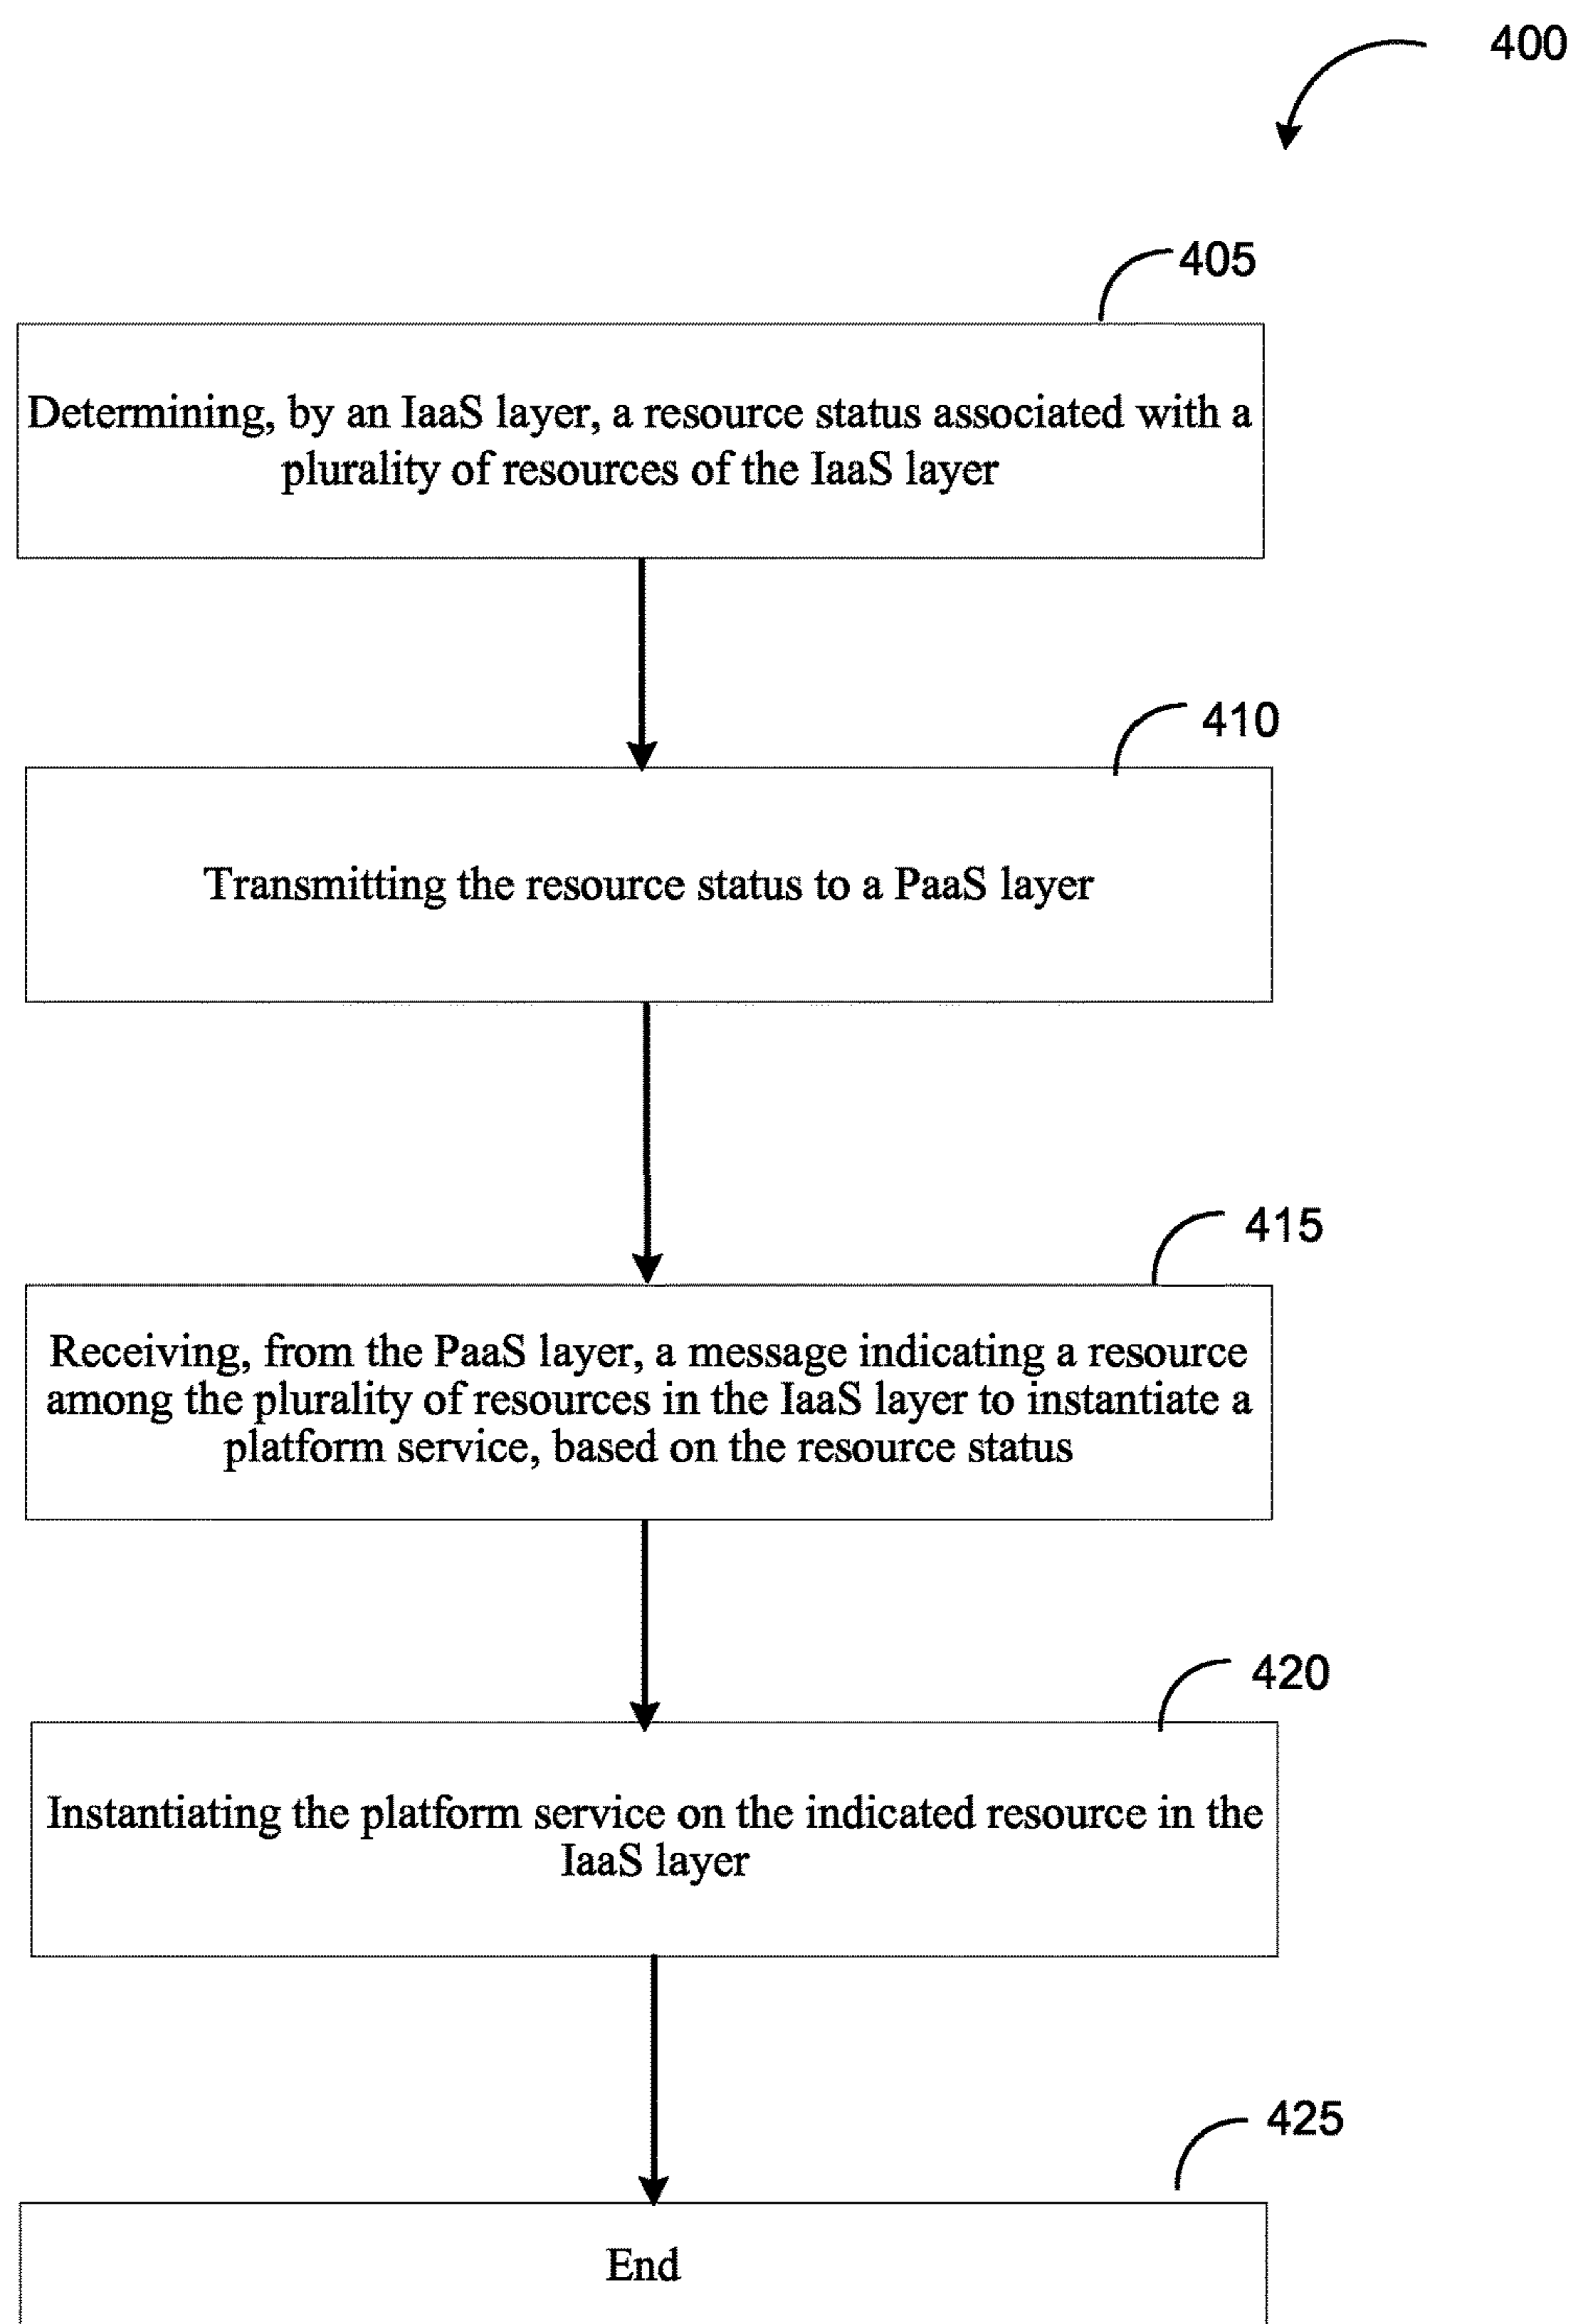 400
405
Determining, by an IaaS layer, a resource status associated with a
plurality of resources of the IaaS layer
410
Transmitting the resource status to a PaaS layer
415
Receiving, from the PaaS layer, a message indicating a resource
among the plurality of resources in the IaaS layer to instantiate a
platform service, based on the resource status
420
Instantiating the platform service on the indicated resource in the
IaaS layer
425
End